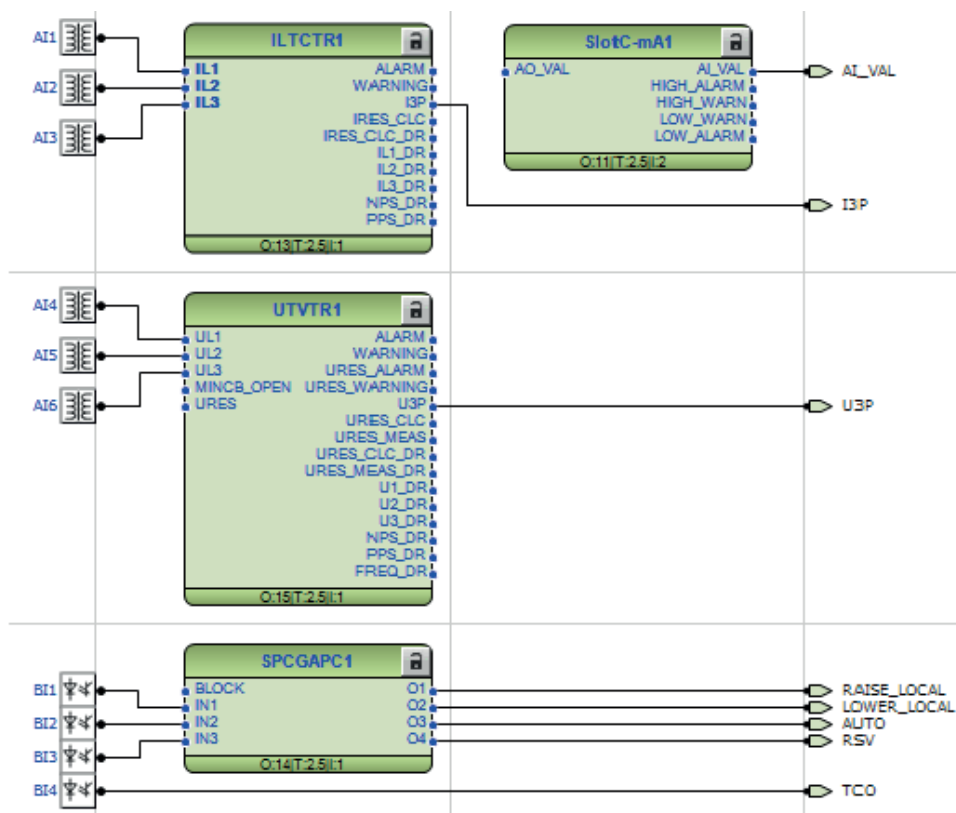 AI1
AI2
AI3
ILTCTR1
IL1
IL2
IL3
ALARM
WARNING
I3P
IRES_CLC
IRES_CLC_DR
IL1_DR
IL2_DR
IL3_DR
NPS_DR
PPS_DR
O:13|T:2.5|I:1
SlotC-mA1
AO_VAL
AI_VAL
HIGH_ALARM
HIGH_WARN
LOW_WARN
LOW_ALARM
O:11|T:2.5|I:2
AI_VAL
I3P
AI4
AI5
AI6
UTVTR1
UL1
UL2
UL3
MINCB_OPEN
URES
ALARM
WARNING
URES_ALARM
URES_WARNING
U3P
URES_CLC
URES_MEAS
URES_CLC_DR
URES_MEAS_DR
U1_DR
U2_DR
U3_DR
NPS_DR
PPS_DR
FREQ_DR
O:15|T:2.5|I:1
U3P
BI1
BI2
BI3
BI4
SPCGAPC1
BLOCK
IN1
IN2
IN3
O1
O2
O3
O4
O:14|T:2.5|I:1
RAISE_LOCAL
LOWER_LOCAL
AUTO
RSV
TCO